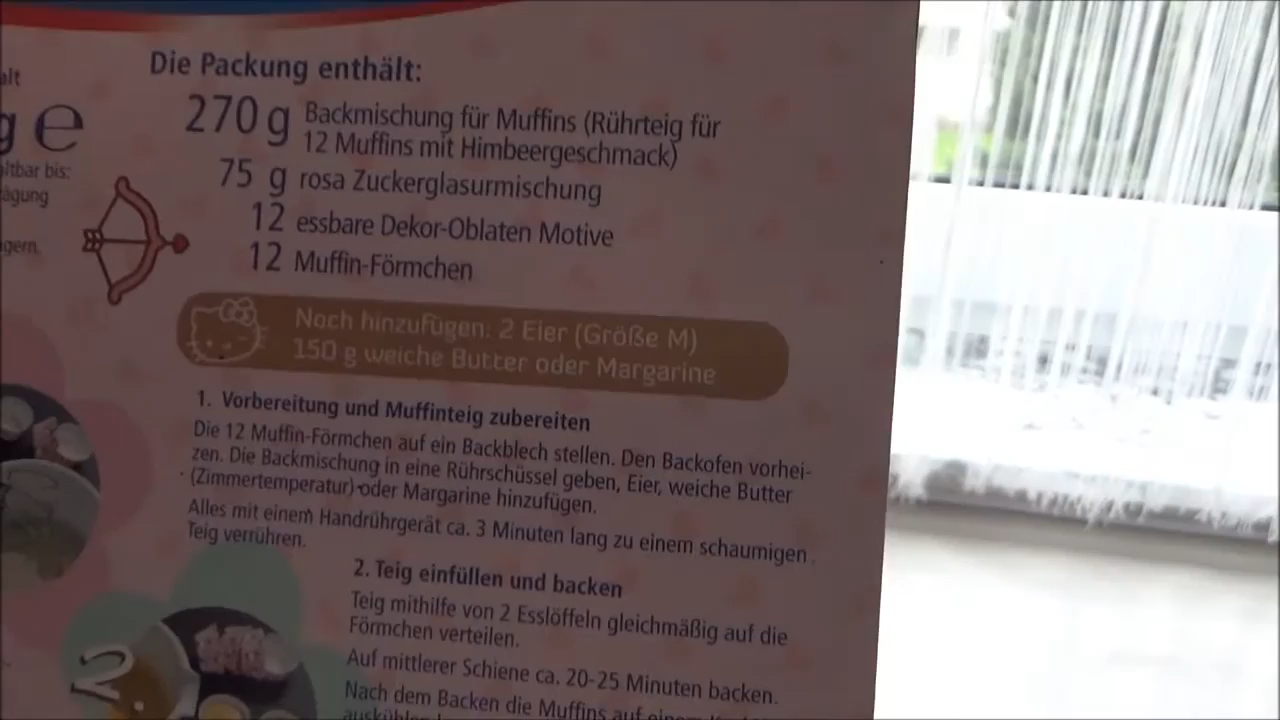 Die Packung enthält:
270 g Backmischung für Muffins (Rührteig für
12 Muffins mit Himbeergeschmack)
75 g rosa Zuckerglasurmischung
12 essbare Dekor-Oblaten Motive
12 Muffin-Förmchen
Noch hinzufügen: 2 Eier (Größe M)
150 g weiche Butter oder Margarine
1. Vorbereitung und Muffinteig zubereiten
Die 12 Muffin-Förmchen auf ein Backblech stellen. Den Backofen vorhei-
zen. Die Backmischung in eine Rührschüssel geben, Eier, weiche Butter
(Zimmertemperatur) oder Margarine hinzufügen.
Alles mit einem Handrührgerät ca. 3 Minuten lang zu einem schaumigen
Teig verrühren.
2. Teig einfüllen und backen
Teig mithilfe von 2 Esslöffeln gleichmäßig auf die
Förmchen verteilen.
Auf mittlerer Schiene ca. 20-25 Minuten backen.
Nach dem Backen die Muffins auf
2.